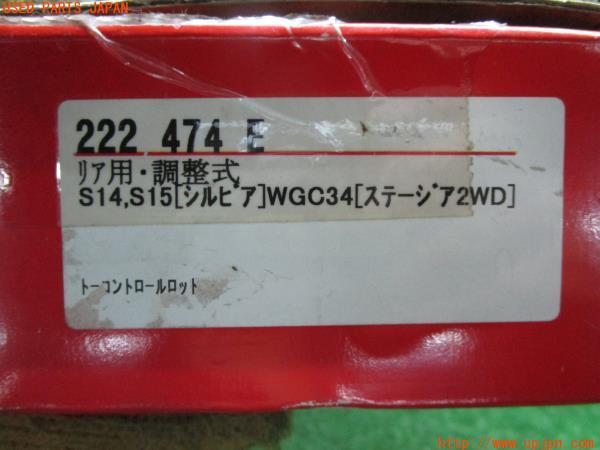 USED PARTS JAPAN
222 474 E
ﾘｱ用・調整式
S14,S15[シルビア]WGC34[ステージア2WD]
トーコントロールロット
http://www.upjpn.com